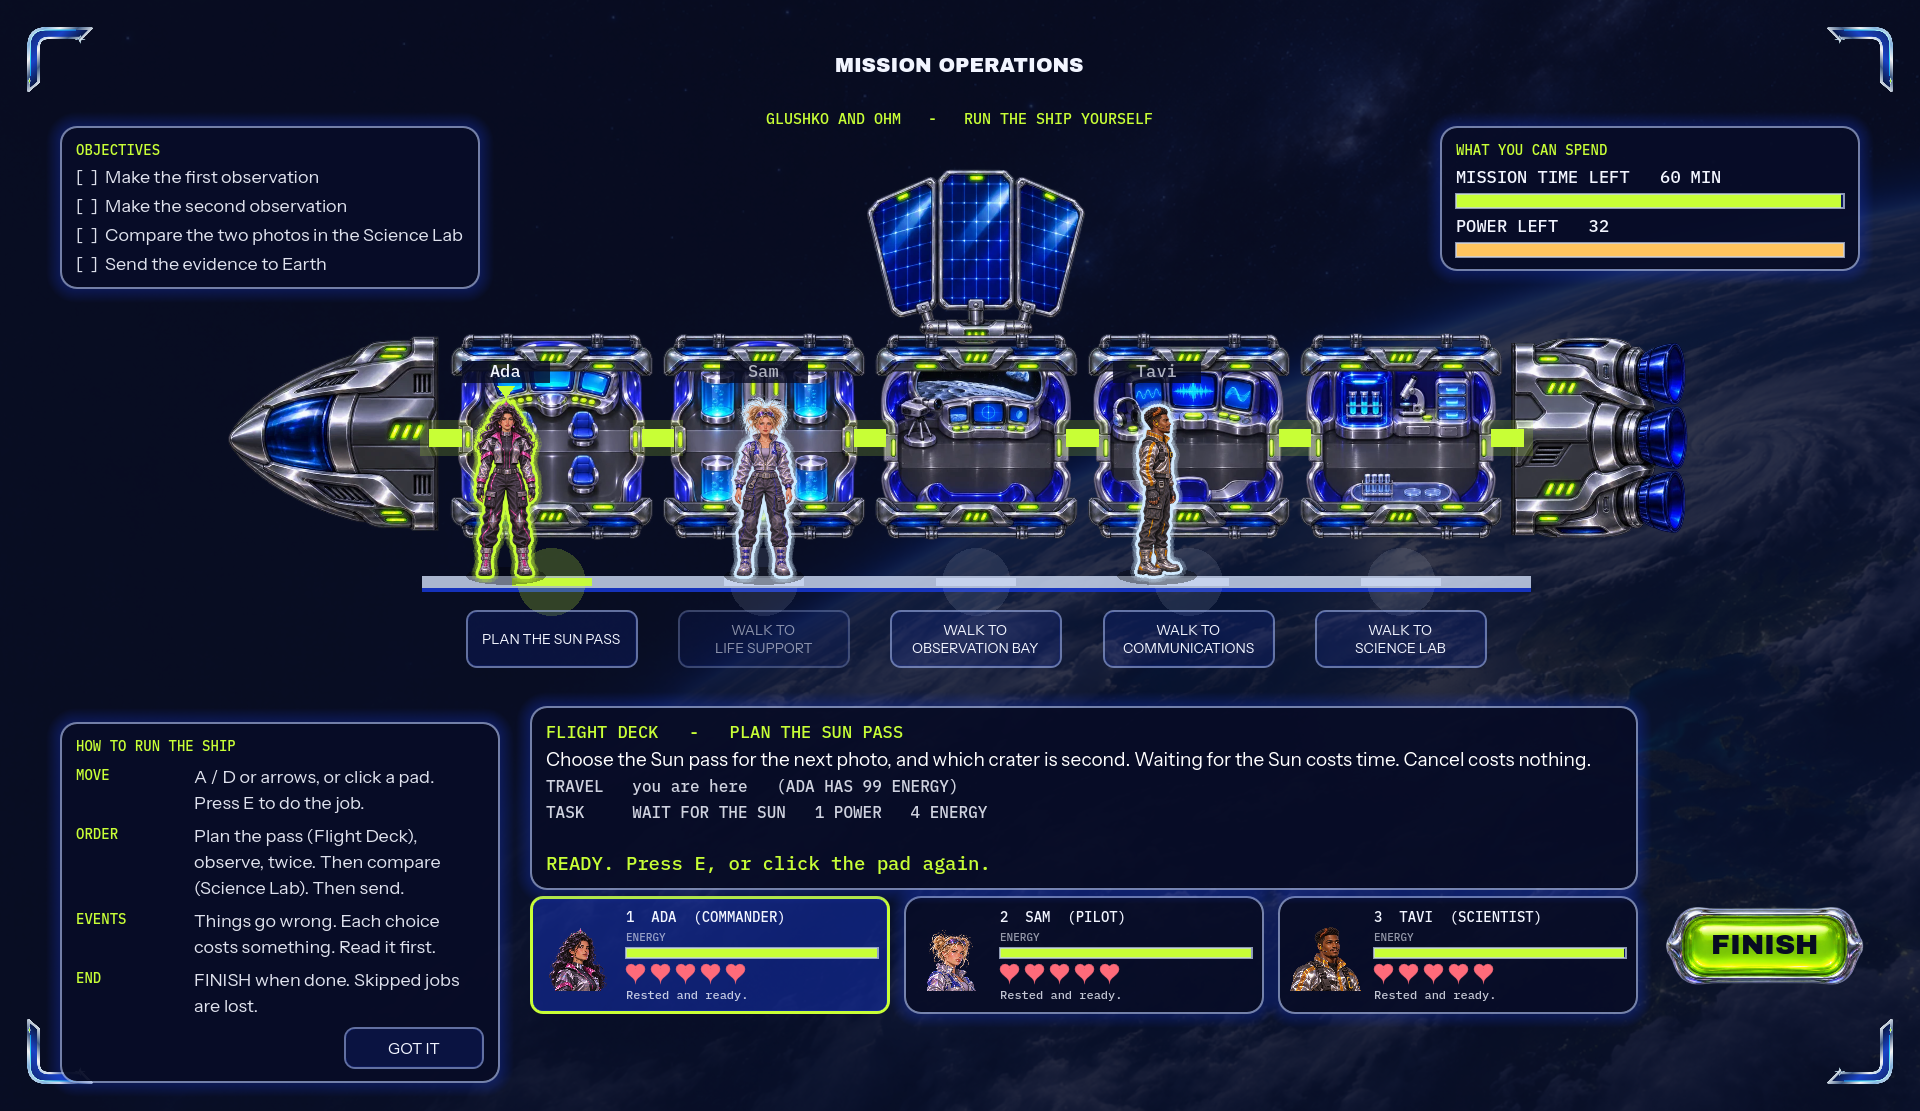 MISSION OPERATIONS
GLUSHKO AND OHM - RUN THE SHIP YOURSELF
OBJECTIVES
[ ] Make the first observation
[ ] Make the second observation
[ ] Compare the two photos in the Science Lab
[ ] Send the evidence to Earth
WHAT YOU CAN SPEND
MISSION TIME LEFT 60 MIN
POWER LEFT 32
Ada
Sam
Tavi
PLAN THE SUN PASS
WALK TO
LIFE SUPPORT
WALK TO
OBSERVATION BAY
WALK TO
COMMUNICATIONS
WALK TO
SCIENCE LAB
HOW TO RUN THE SHIP
MOVE A / D or arrows, or click a pad.
Press E to do the job.
ORDER Plan the pass (Flight Deck),
observe, twice. Then compare
(Science Lab). Then send.
EVENTS Things go wrong. Each choice
costs something. Read it first.
END FINISH when done. Skipped jobs
are lost.
GOT IT
FLIGHT DECK - PLAN THE SUN PASS
Choose the Sun pass for the next photo, and which crater is second. Waiting for the Sun costs time. Cancel costs nothing.
TRAVEL you are here (ADA HAS 99 ENERGY)
TASK WAIT FOR THE SUN 1 POWER 4 ENERGY
READY. Press E, or click the pad again.
1 ADA (COMMANDER)
ENERGY
Rested and ready.
2 SAM (PILOT)
ENERGY
Rested and ready.
3 TAVI (SCIENTIST)
ENERGY
Rested and ready.
FINISH